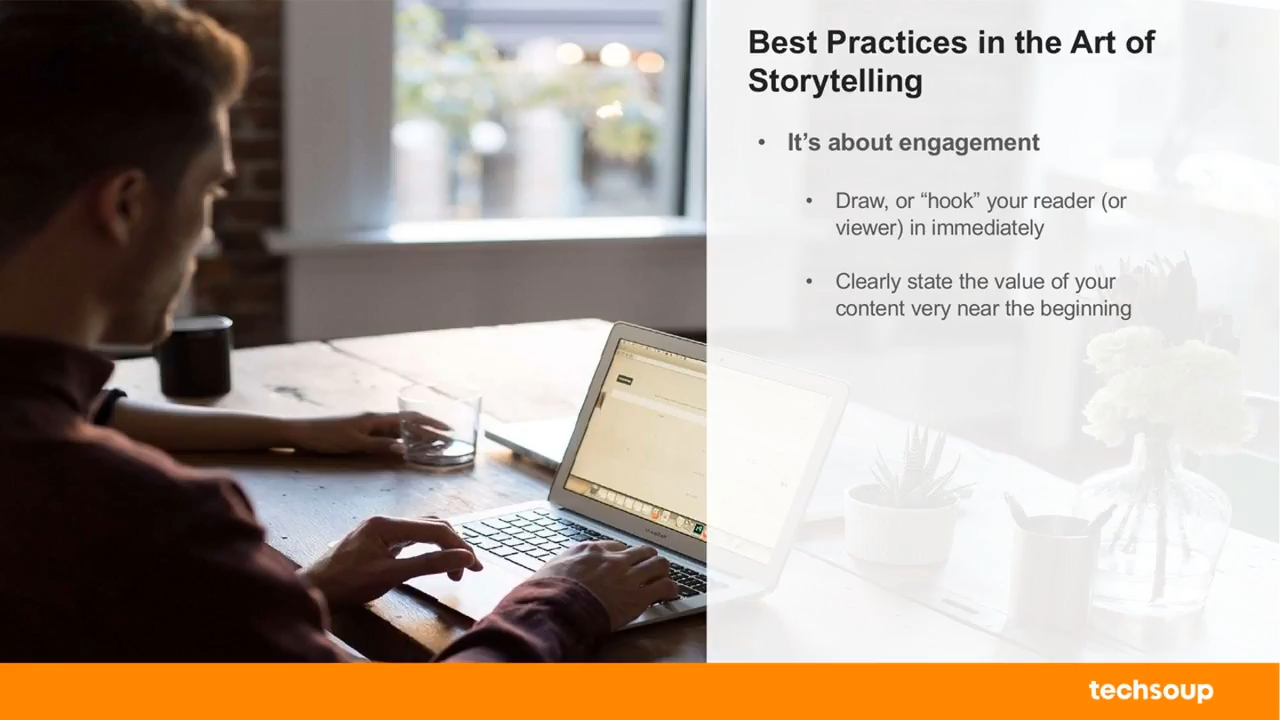 Best Practices in the Art of
Storytelling
• It’s about engagement
• Draw, or “hook” your reader (or
viewer) in immediately
• Clearly state the value of your
content very near the beginning
techsoup